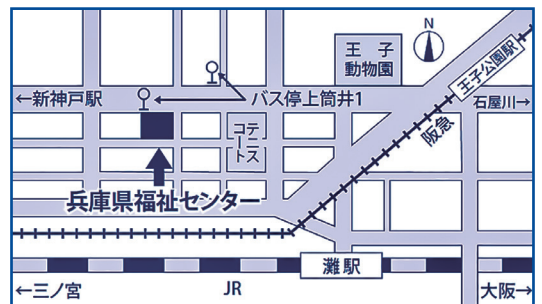 N
王子
動物園
王子公園駅
←新神戸駅
バス停上筒井1
石屋川→
阪急
テニス
コート
兵庫県福祉センター
灘駅
←三ノ宮
JR
大阪→